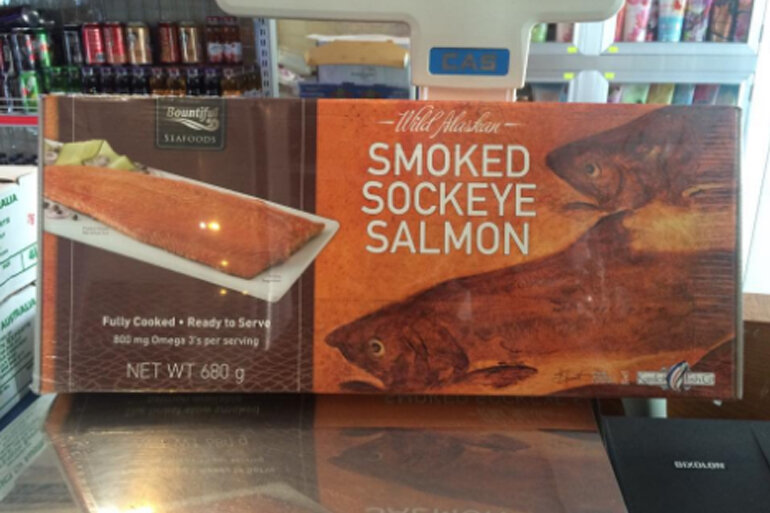 CAS
Bountiful
SEAFOODS
Wild Alaskan
SMOKED
SOCKEYE
SALMON
Fully Cooked • Ready to Serve
800 mg Omega 3's per serving
NET WT 680 g
BIXOLON